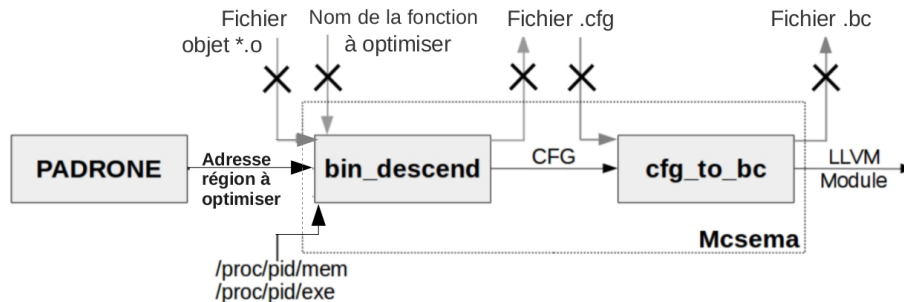 Fichier
objet *.o
Nom de la fonction
à optimiser
Fichier .cfg
Fichier .bc
PADRONE
Adresse
région à
optimiser
bin_descend
CFG
cfg_to_bc
LLVM
Module
Mcsema
/proc/pid/mem
/proc/pid/exe